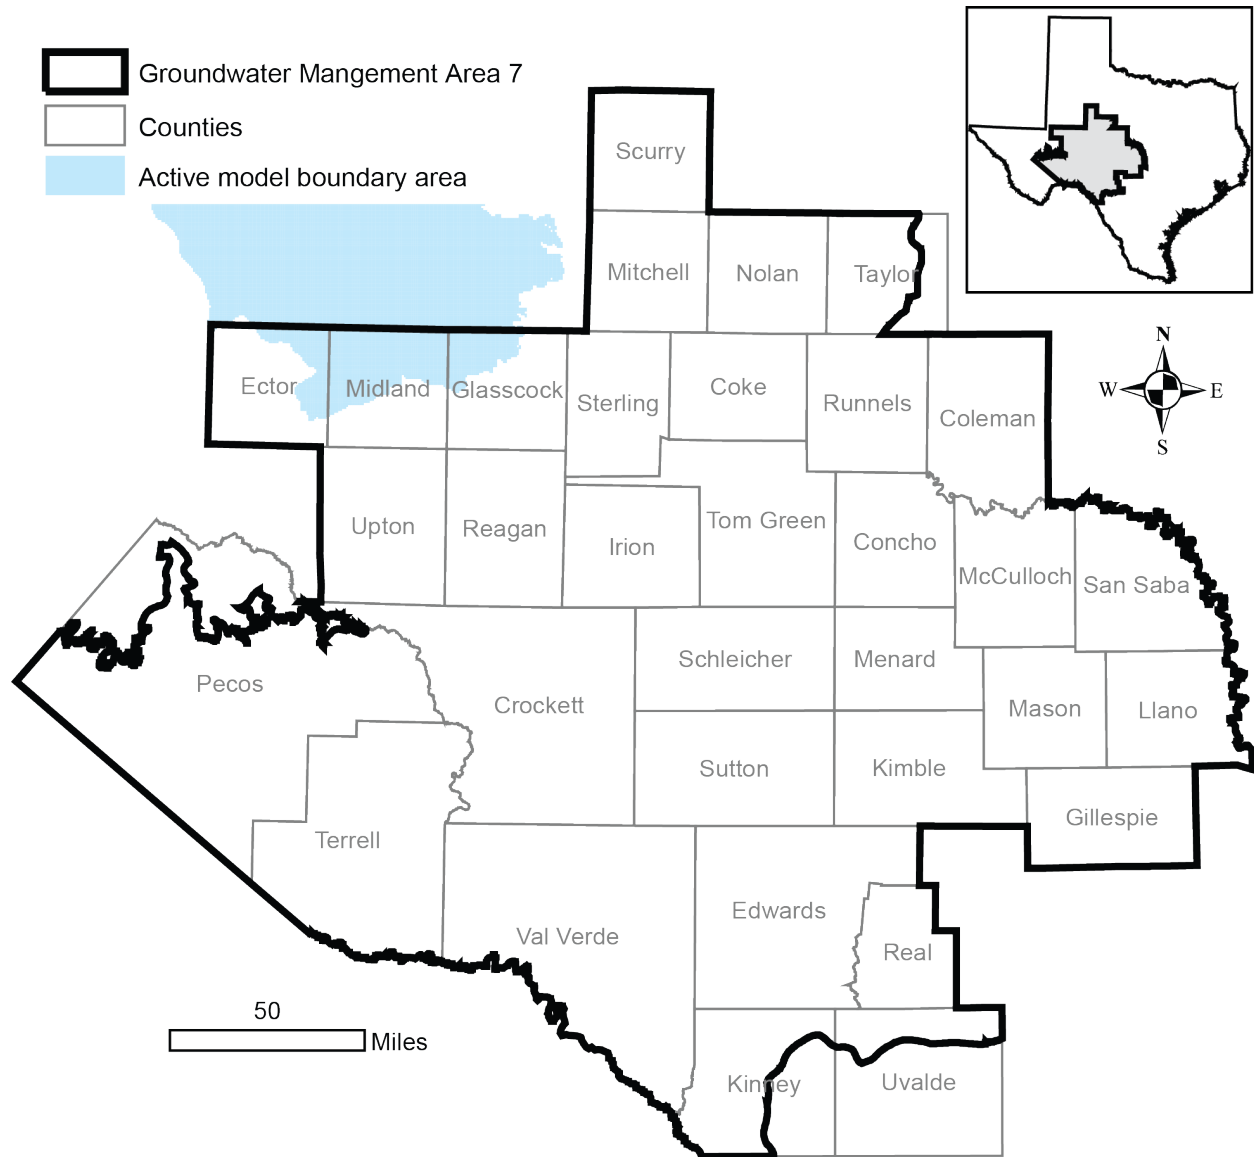 Groundwater Mangement Area 7
Counties
Active model boundary area
Scurry
Mitchell
Nolan
Taylor
N
W
E
S
Ector
Midland
Glasscock
Sterling
Coke
Runnels
Coleman
Upton
Reagan
Irion
Tom Green
Concho
McCulloch
San Saba
Pecos
Crockett
Schleicher
Menard
Mason
Llano
Sutton
Kimble
Gillespie
Terrell
Val Verde
Edwards
Real
50
Miles
Kinney
Uvalde